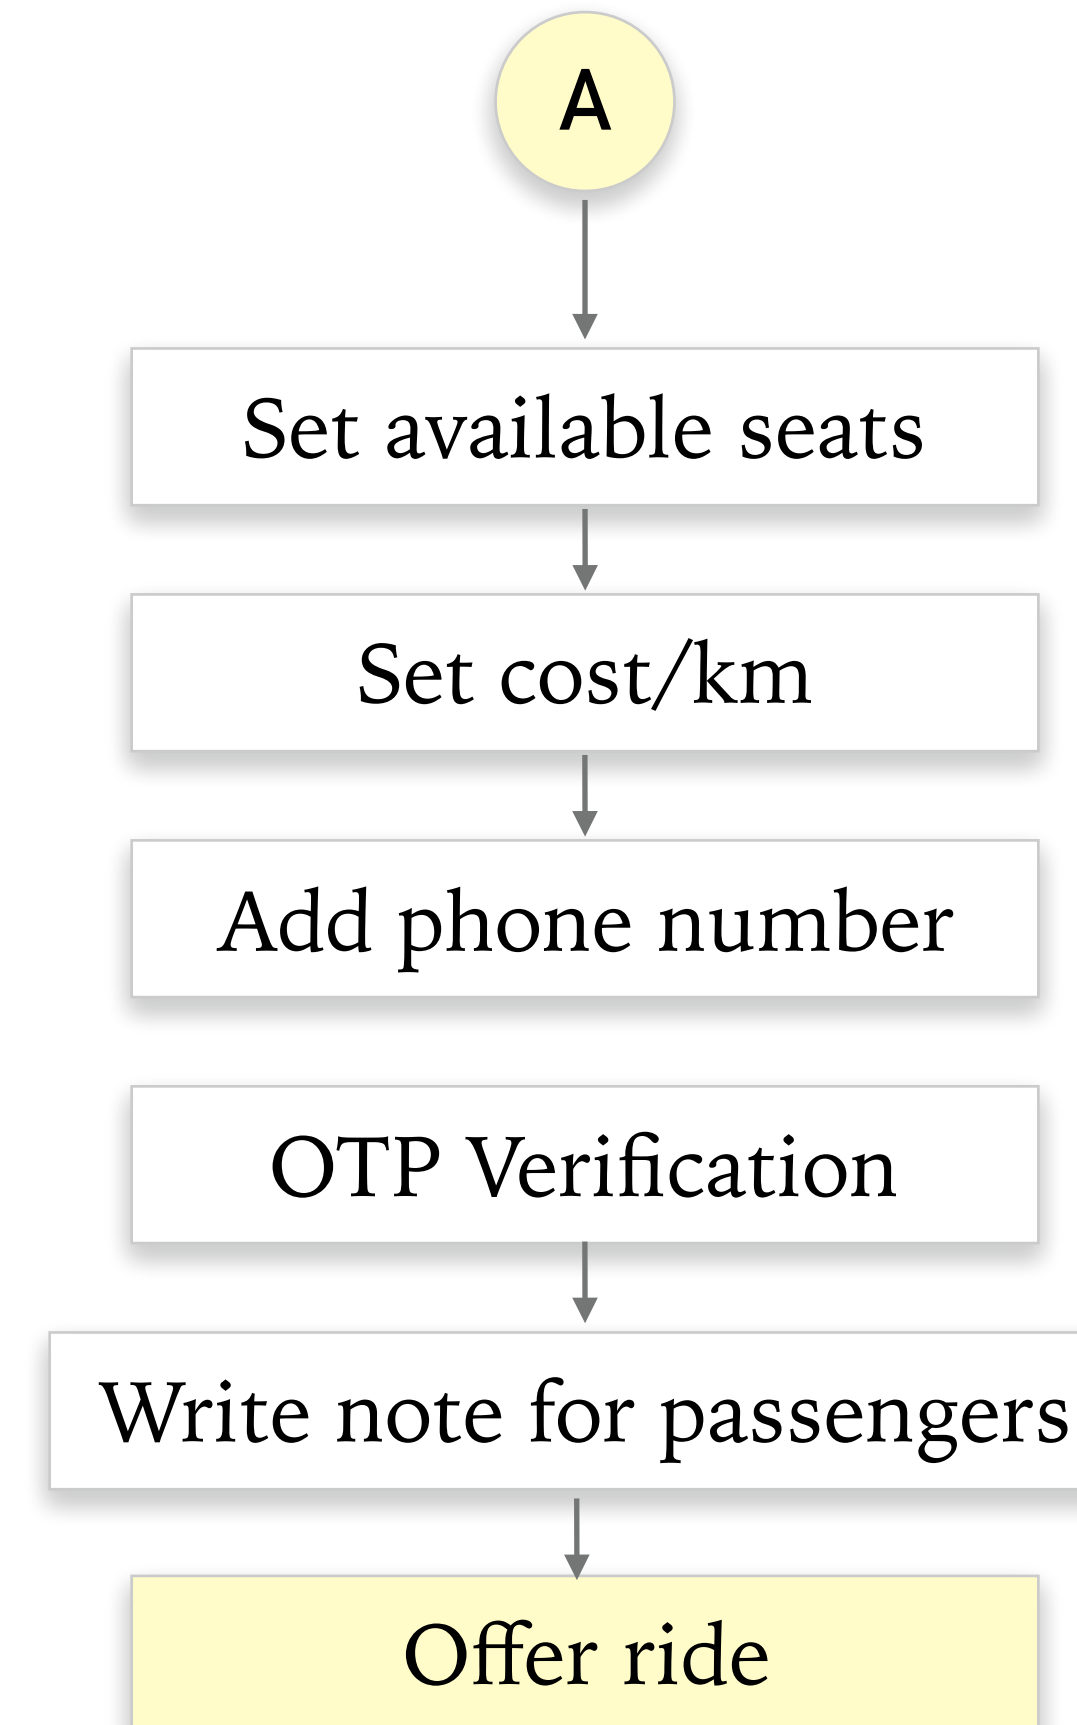 A
Set available seats
Set cost/km
Add phone number
OTP Verification
Write note for passengers
Offer ride